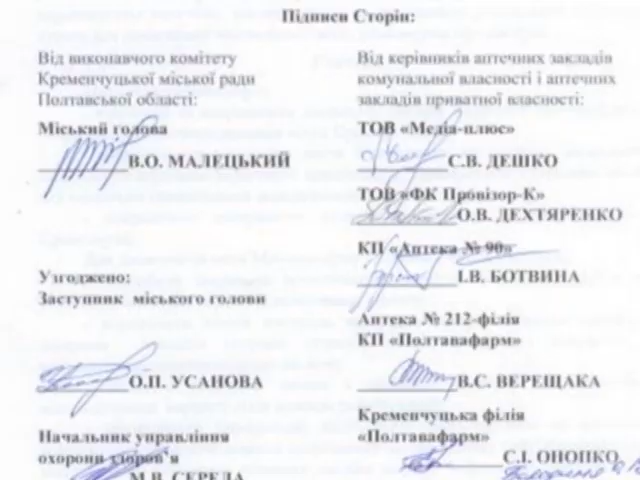 Підписи Сторін:
Від виконавчого комітету
Кременчуцької міської ради
Полтавської області:
Міський голова
В.О. МАЛЕЦЬКИЙ
Узгоджено:
Заступник міського голови
О.П. УСАНОВА
Начальник управління
охорони здоров'я
М.В. СЕРЕДА
Від керівників аптечних закладів
комунальної власності і аптечних
закладів приватної власності:
ТОВ «Медіа-плюс»
С.В. ДЕШКО
ТОВ «ФК Провізор-К»
О.В. ДЕХТЯРЕНКО
КП «Аптека № 90»
І.В. БОТВИНА
Аптека № 212-філія
КП «Полтавафарм»
В.С. ВЕРЕЩАКА
Кременчуцька філія
«Полтавафарм»
С.І. ОНОПКО